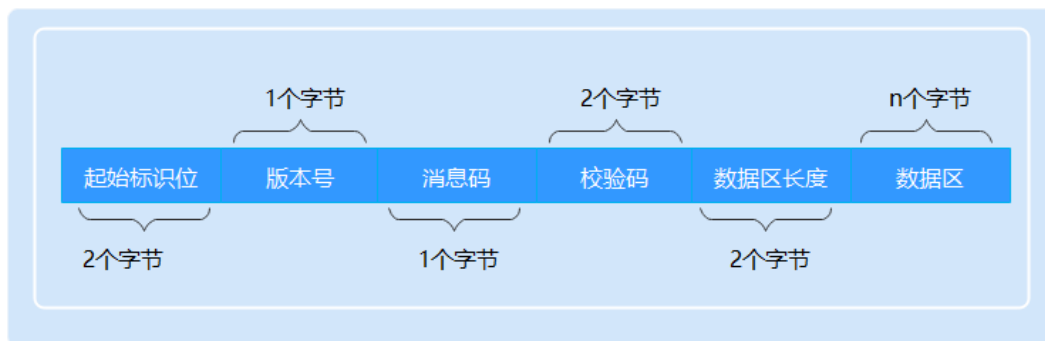 1个字节 2个字节 n个字节
起始标识位 版本号 消息码 校验码 数据区长度 数据区
2个字节 1个字节 2个字节